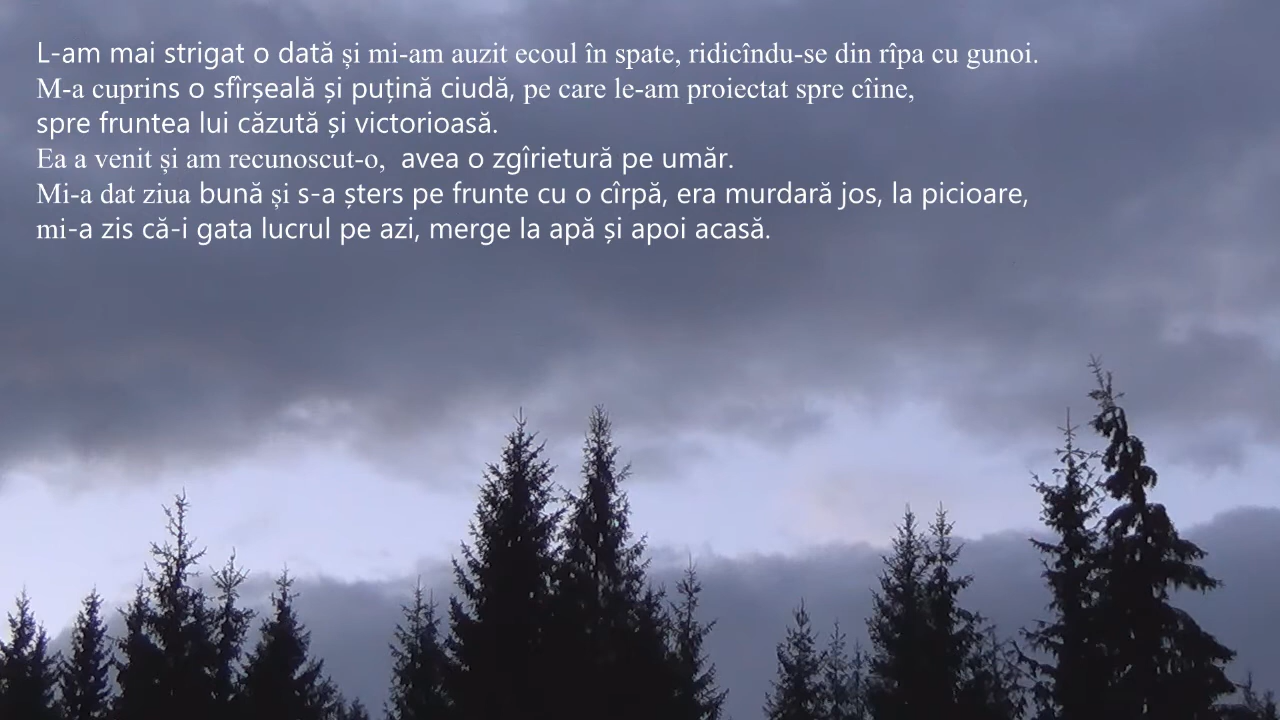 L-am mai strigat o dată și mi-am auzit ecoul în spate, ridicîndu-se din rîpa cu gunoi.
M-a cuprins o sfîrșeală și puțină ciudă, pe care le-am proiectat spre cîine,
spre fruntea lui căzută și victorioasă.
Ea a venit și am recunoscut-o,  avea o zgîrietură pe umăr.
Mi-a dat ziua bună și s-a șters pe frunte cu o cîrpă, era murdară jos, la picioare,
mi-a zis că-i gata lucrul pe azi, merge la apă și apoi acasă.